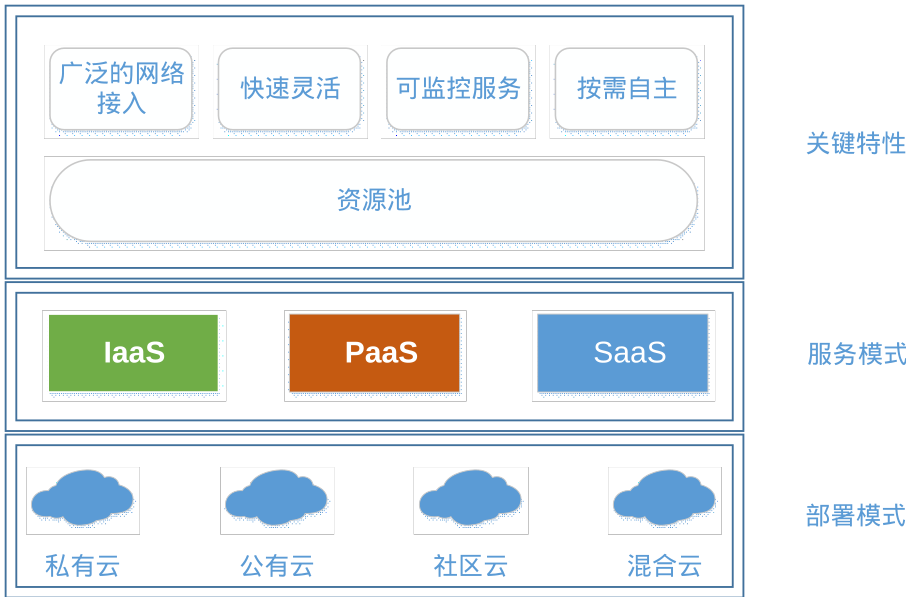 广泛的网络
接入
快速灵活
可监控服务
按需自主
关键特性
资源池
IaaS
PaaS
SaaS
服务模式
私有云
公有云
社区云
混合云
部署模式